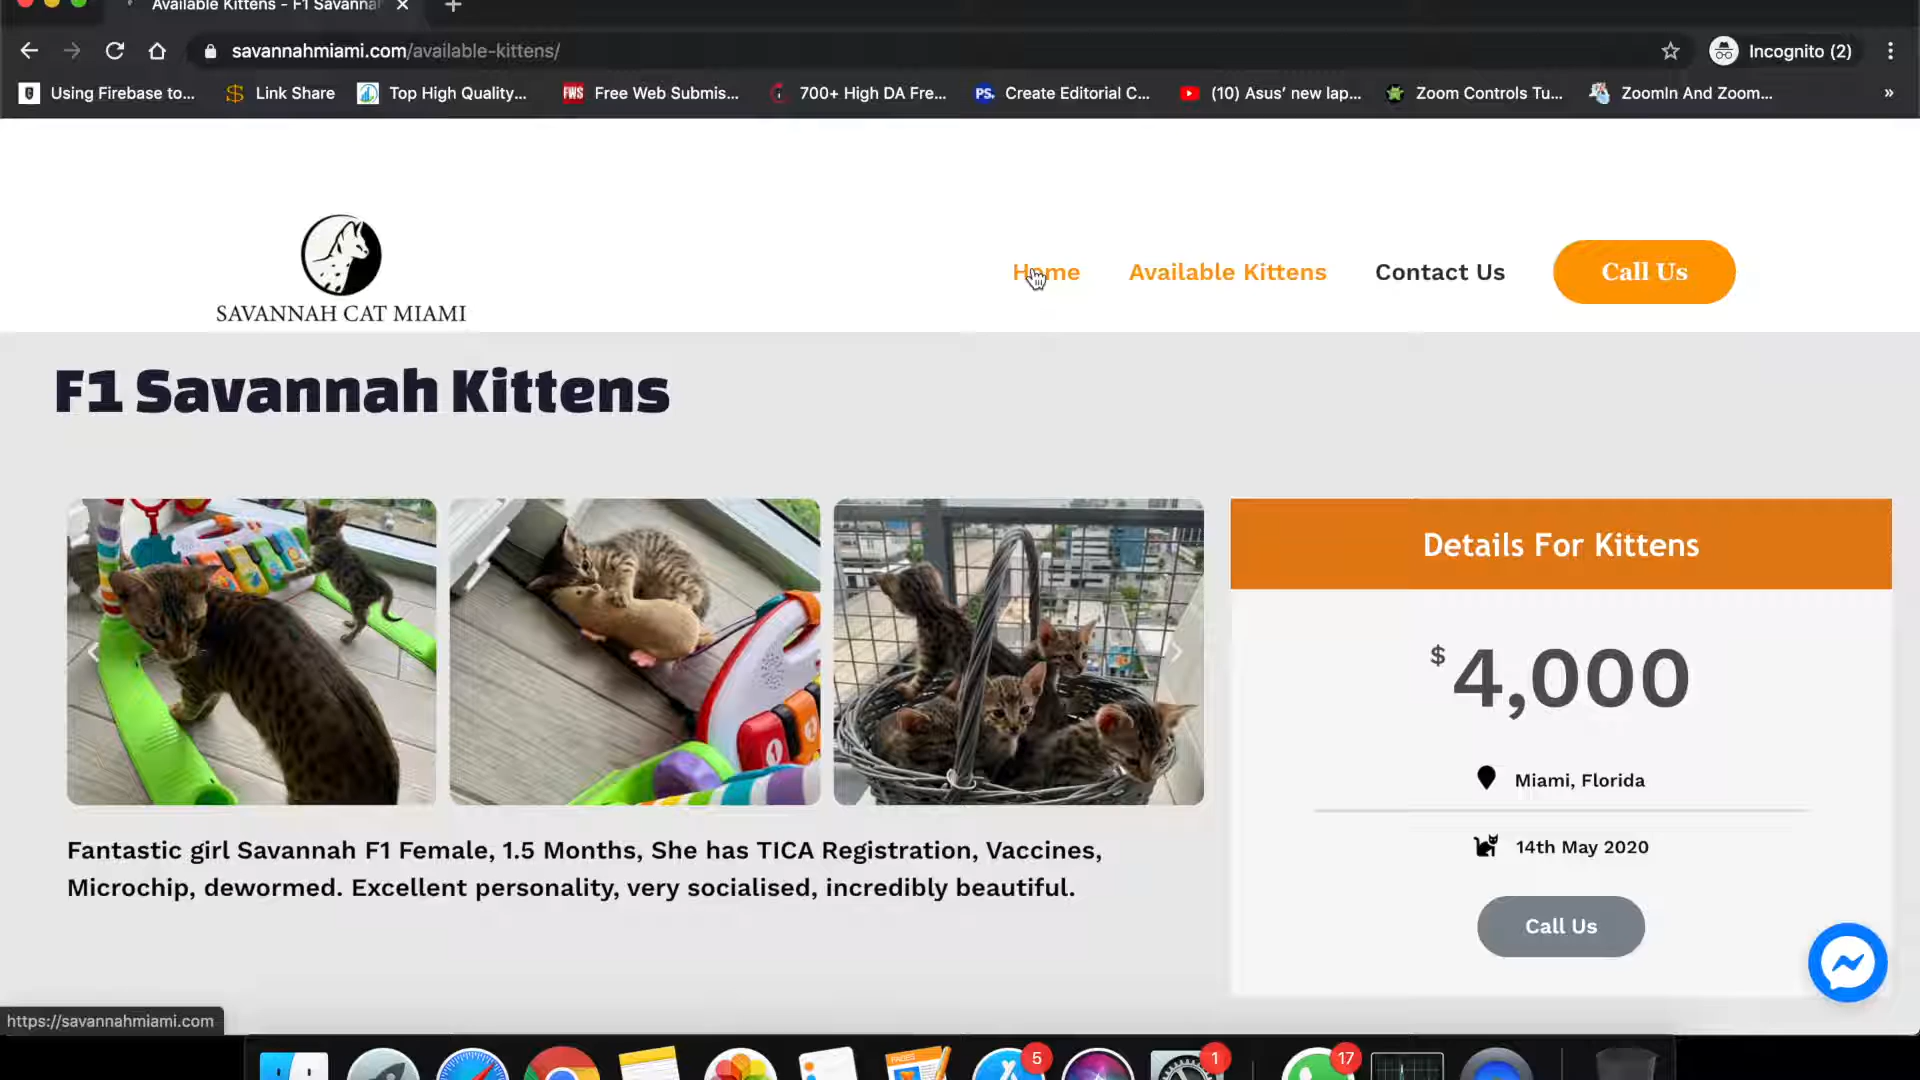 Available Kittens - F1 Savannah
savannahmiami.com/available-kittens/
Incognito (2)
Using Firebase to...
Link Share
Top High Quality...
FWS
Free Web Submis...
700+ High DA Fre...
PS.
Create Editorial C...
(10) Asus’ new lap...
Zoom Controls Tu...
ZoomIn And Zoom...
»
SAVANNAH CAT MIAMI
Home
Available Kittens
Contact Us
Call Us
F1 Savannah Kittens
Details For Kittens
$4,000
Miami, Florida
14th May 2020
Call Us
Fantastic girl Savannah F1 Female, 1.5 Months, She has TICA Registration, Vaccines,
Microchip, dewormed. Excellent personality, very socialised, incredibly beautiful.
https://savannahmiami.com
PAGES
5
1
17